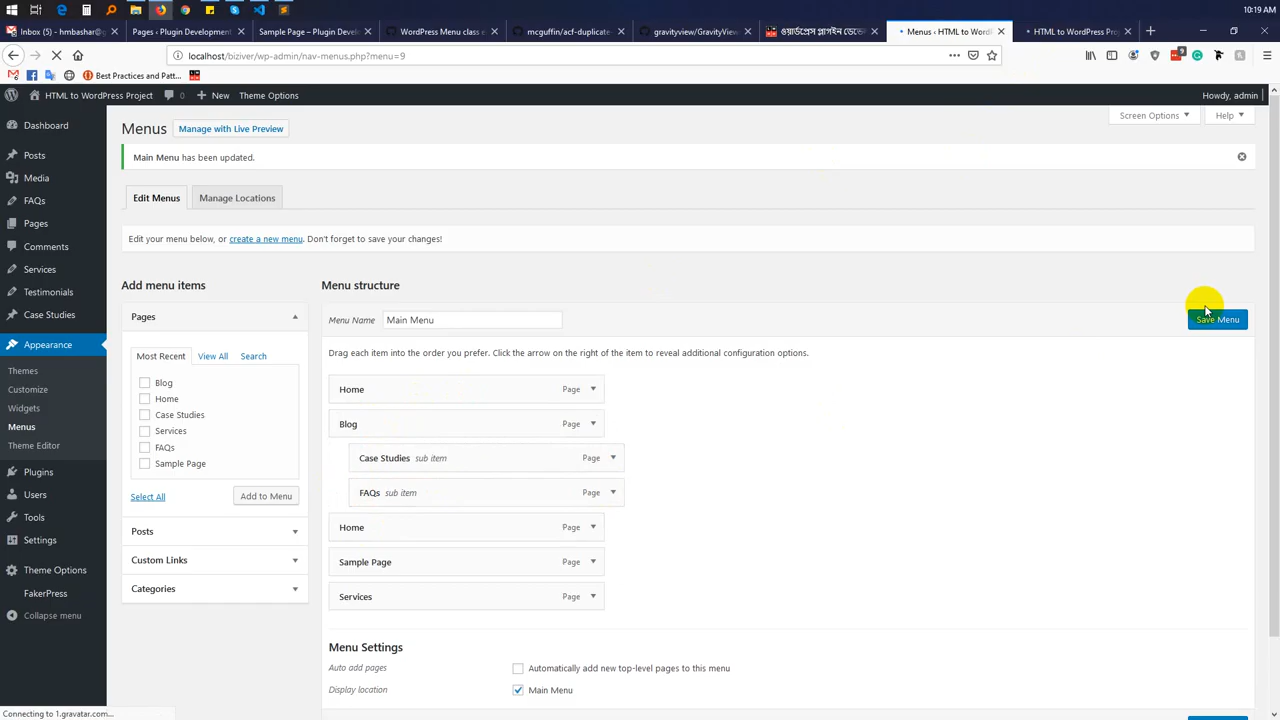 10:19 AM
Inbox (5) - hmbashar@gmail
Pages ‹ Plugin Development
Sample Page – Plugin Devel
WordPress Menu class e
mcguffin/acf-duplicate-
gravityview/GravityView
ওয়ার্ডপ্রেস প্লাগইন ডেভে
Menus ‹ HTML to WordP
HTML to WordPress Proj
localhost/biziver/wp-admin/nav-menus.php?menu=9
9
Best Practices and Patt...
HTML to WordPress Project
0
New
Theme Options
Howdy, admin
Dashboard
Posts
Media
FAQs
Pages
Comments
Services
Testimonials
Case Studies
Appearance
Themes
Customize
Widgets
Menus
Theme Editor
Plugins
Users
Tools
Settings
Theme Options
FakerPress
Collapse menu
Screen Options
Help
Menus
Manage with Live Preview
Main Menu has been updated.
Edit Menus
Manage Locations
Edit your menu below, or create a new menu. Don't forget to save your changes!
Add menu items
Pages
Most Recent
View All
Search
Blog
Home
Case Studies
Services
FAQs
Sample Page
Select All
Add to Menu
Posts
Custom Links
Categories
Menu structure
Menu Name
Main Menu
Save Menu
Drag each item into the order you prefer. Click the arrow on the right of the item to reveal additional configuration options.
Home Page
Blog Page
Case Studies sub item Page
FAQs sub item Page
Home Page
Sample Page Page
Services Page
Menu Settings
Auto add pages
Automatically add new top-level pages to this menu
Display location
Main Menu
Connecting to 1.gravatar.com...